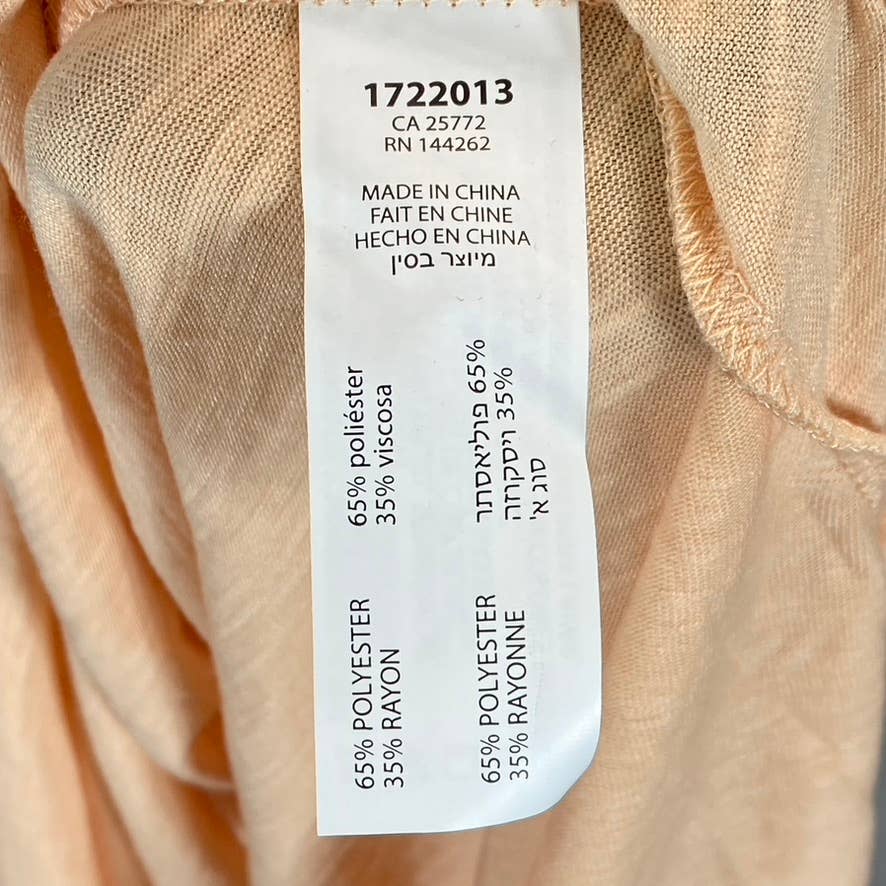 1722013
CA 25772
RN 144262
MADE IN CHINA
FAIT EN CHINE
HECHO EN CHINA
מיוצר בסין
65% poliéster
35% viscosa
65% פוליאסתר
35% ויסקוזה
סוג א'
65% POLYESTER
35% RAYON
65% POLYESTER
35% RAYONNE